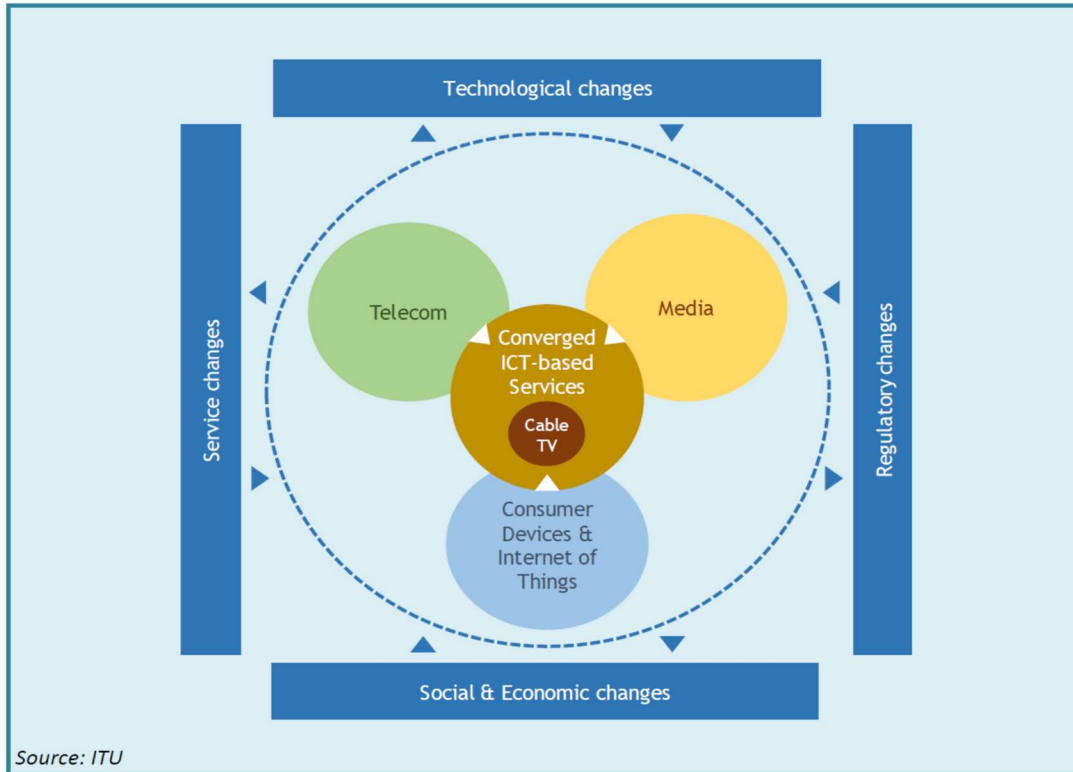 Technological changes
Service changes
Regulatory changes
Telecom
Media
Converged
ICT-based
Services
Cable
TV
Consumer
Devices &
Internet of
Things
Social & Economic changes
Source: ITU